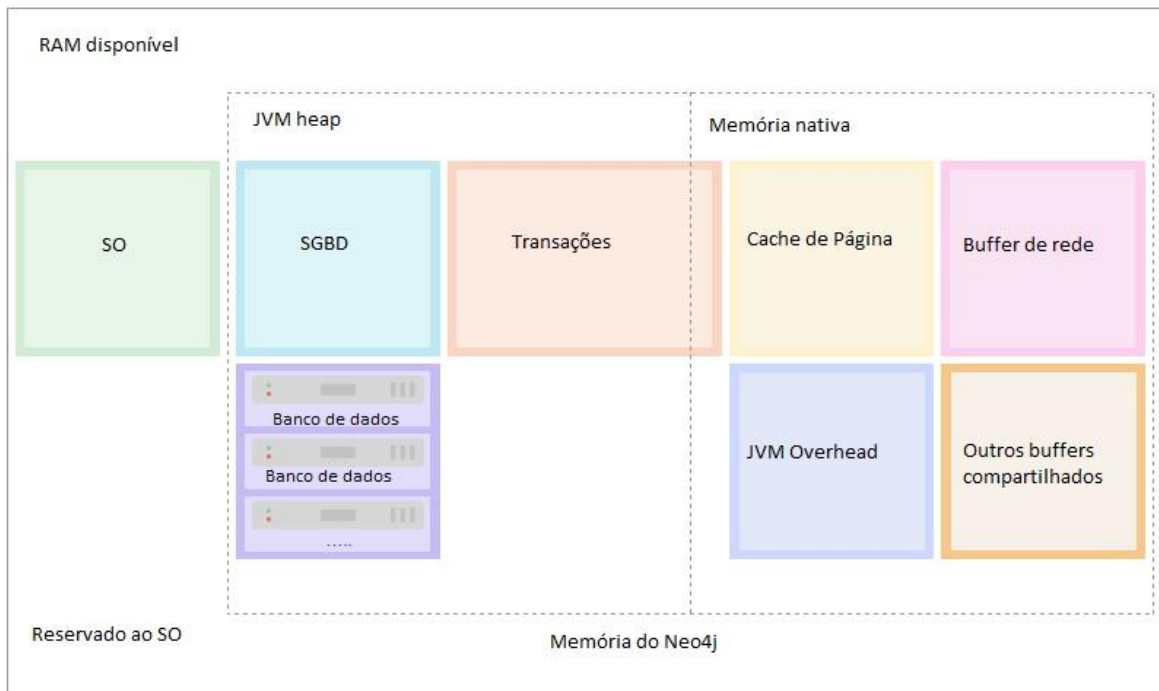 RAM disponível
JVM heap
Memória nativa
SO
SGBD
Transações
Cache de Página
Buffer de rede
Banco de dados
Banco de dados
.....
JVM Overhead
Outros buffers
compartilhados
Reservado ao SO
Memória do Neo4j